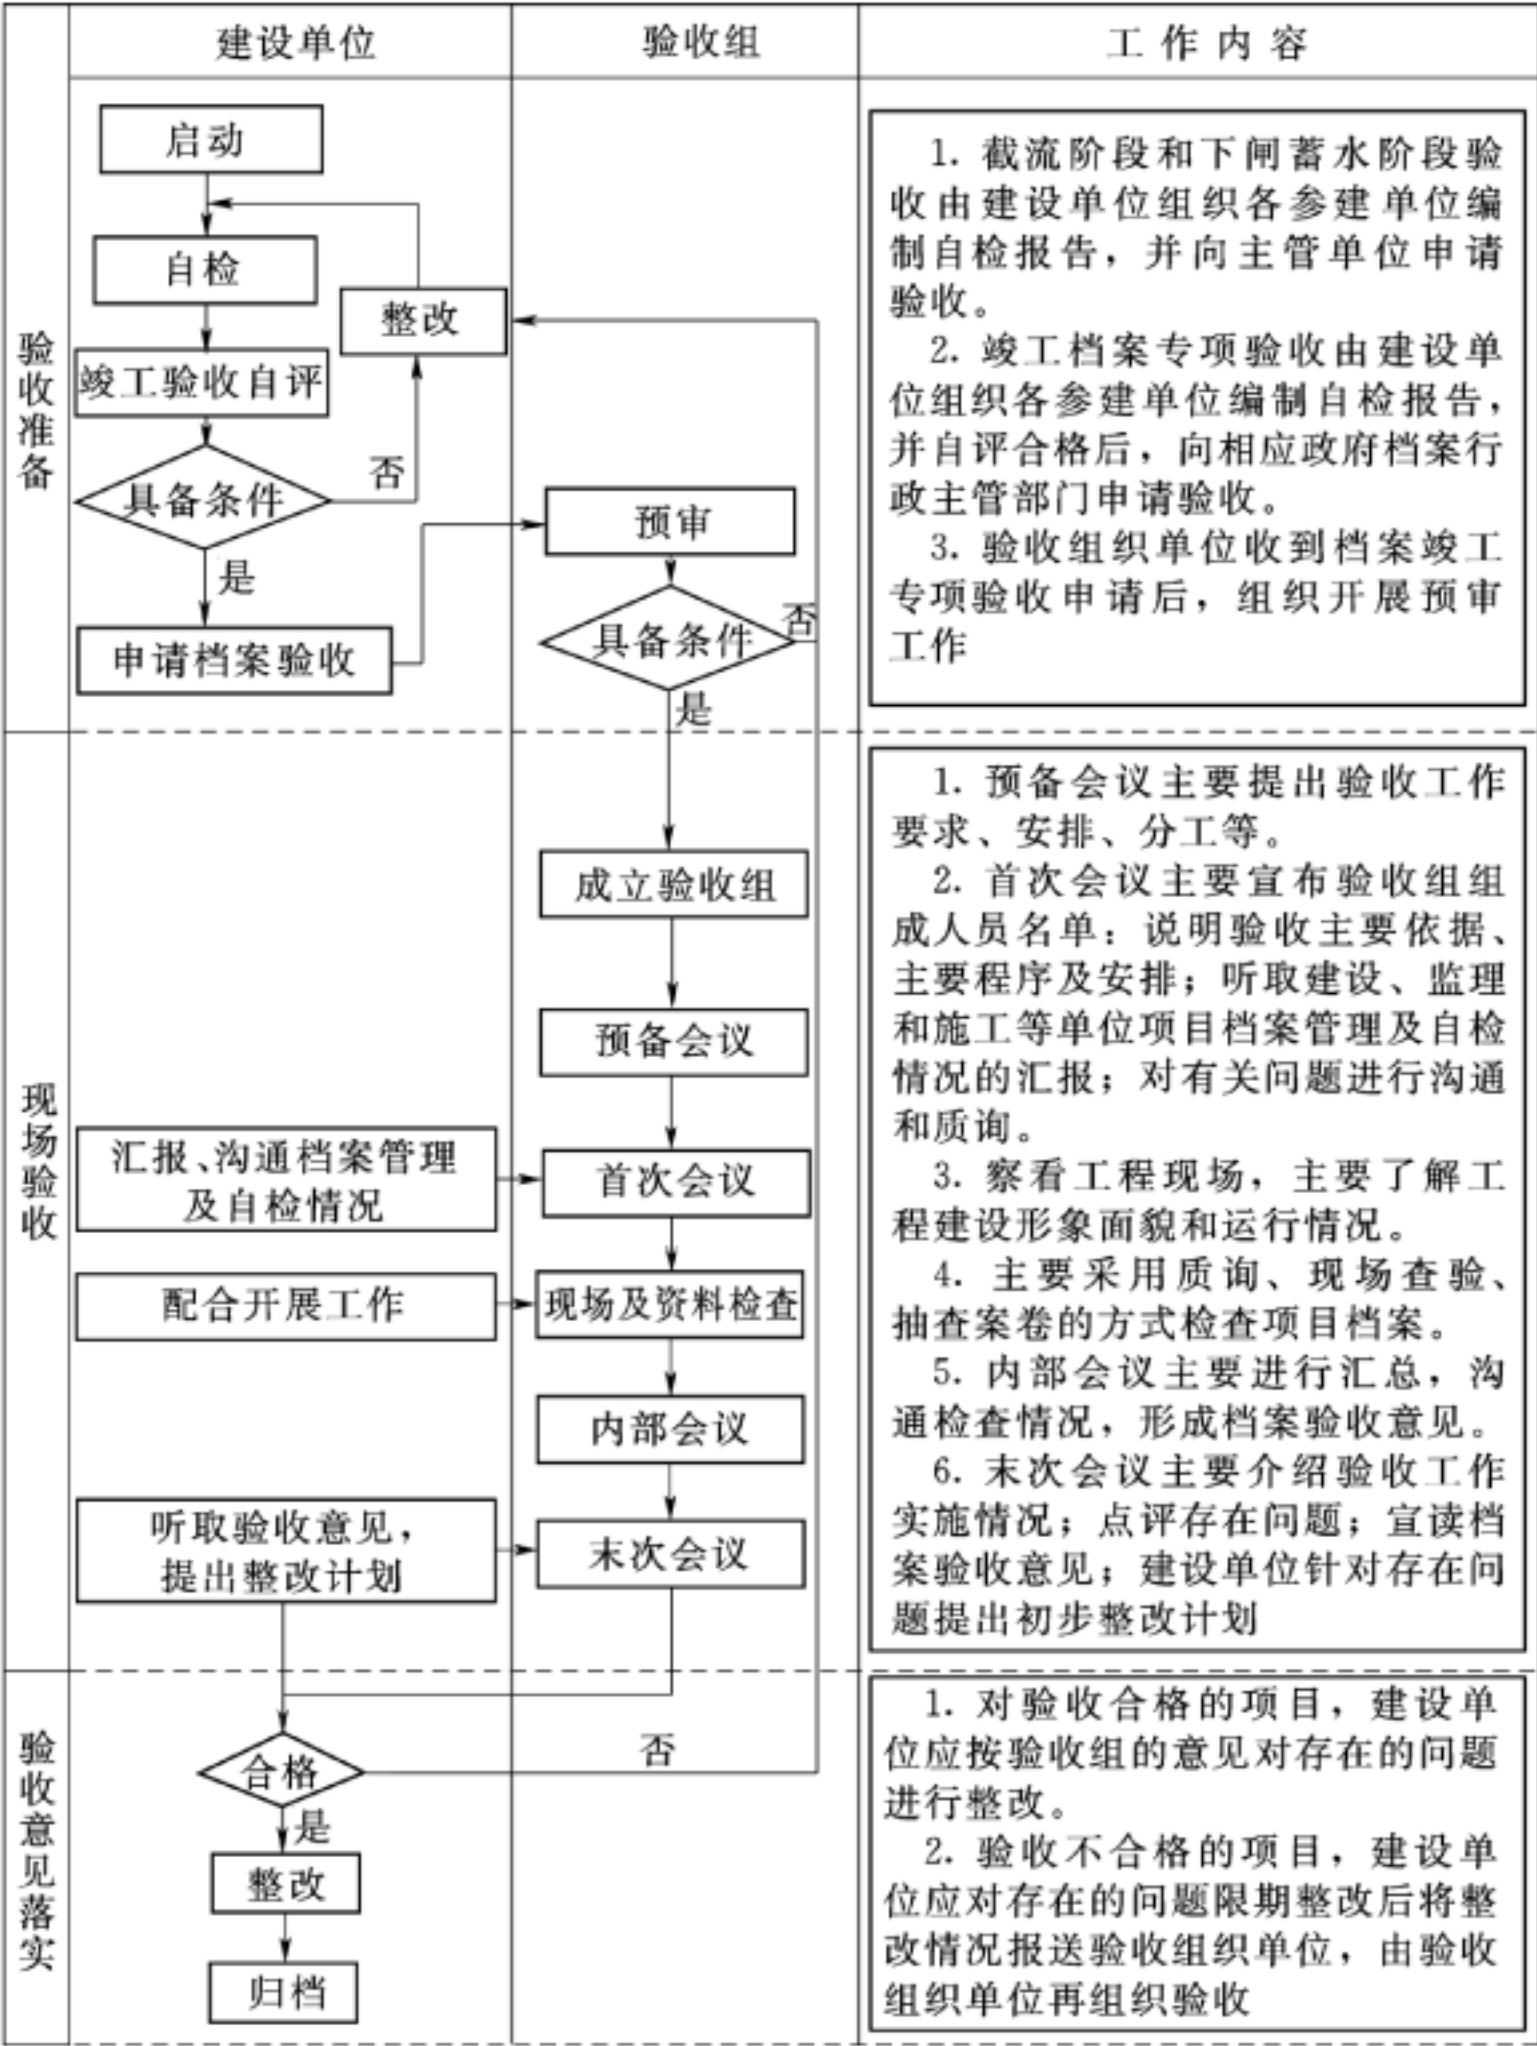 建设单位
验收组
工作内容
验收准备
启动
自检
整改
竣工验收自评
具备条件
否
是
申请档案验收
预审
具备条件
否
是
1. 截流阶段和下闸蓄水阶段验
收由建设单位组织各参建单位编
制自检报告，并向主管单位申请
验收。
2. 竣工档案专项验收由建设单
位组织各参建单位编制自检报告，
并自评合格后，向相应政府档案行
政主管部门申请验收。
3. 验收组织单位收到档案竣工
专项验收申请后，组织开展预审
工作
现场验收
成立验收组
预备会议
汇报、沟通档案管理
及自检情况
首次会议
配合开展工作
现场及资料检查
内部会议
听取验收意见，
提出整改计划
末次会议
1. 预备会议主要提出验收工作
要求、安排、分工等。
2. 首次会议主要宣布验收组组
成人员名单：说明验收主要依据、
主要程序及安排；听取建设、监理
和施工等单位项目档案管理及自检
情况的汇报；对有关问题进行沟通
和质询。
3. 察看工程现场，主要了解工
程建设形象面貌和运行情况。
4. 主要采用质询、现场查验、
抽查案卷的方式检查项目档案。
5. 内部会议主要进行汇总，沟
通检查情况，形成档案验收意见。
6. 末次会议主要介绍验收工作
实施情况；点评存在问题；宣读档
案验收意见；建设单位针对存在问
题提出初步整改计划
验收意见落实
合格
否
是
整改
归档
1. 对验收合格的项目，建设单
位应按验收组的意见对存在的问题
进行整改。
2. 验收不合格的项目，建设单
位应对存在的问题限期整改后将整
改情况报送验收组织单位，由验收
组织单位再组织验收